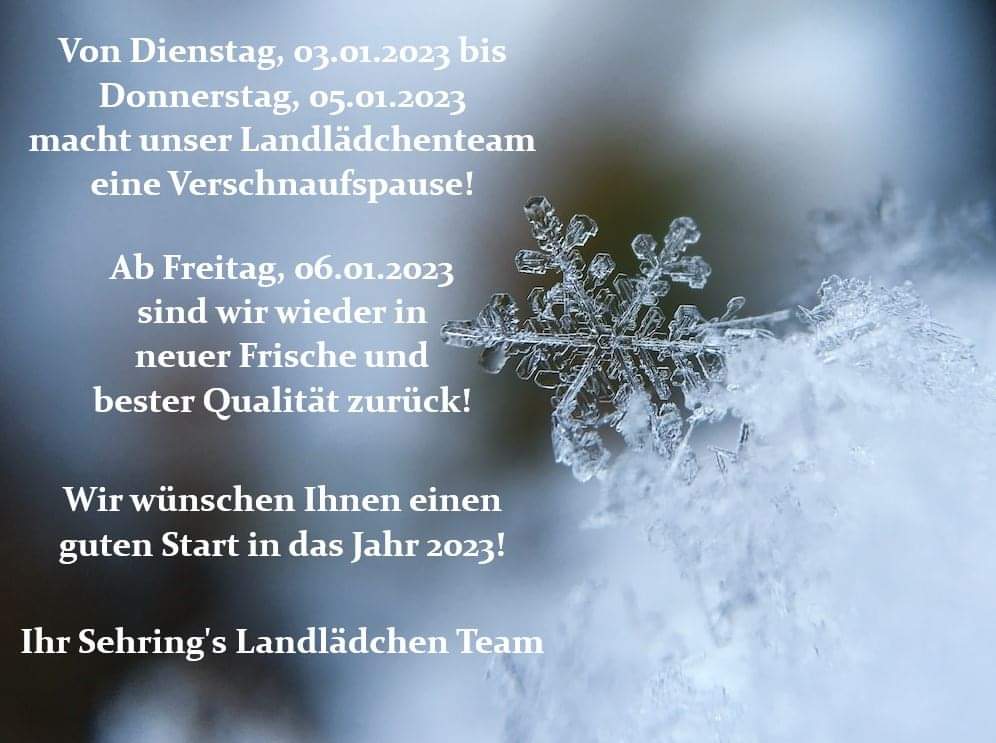 Von Dienstag, 03.01.2023 bis
Donnerstag, 05.01.2023
macht unser Landlädchenteam
eine Verschnaufspause!
Ab Freitag, 06.01.2023
sind wir wieder in
neuer Frische und
bester Qualität zurück!
Wir wünschen Ihnen einen
guten Start in das Jahr 2023!
Ihr Sehring's Landlädchen Team